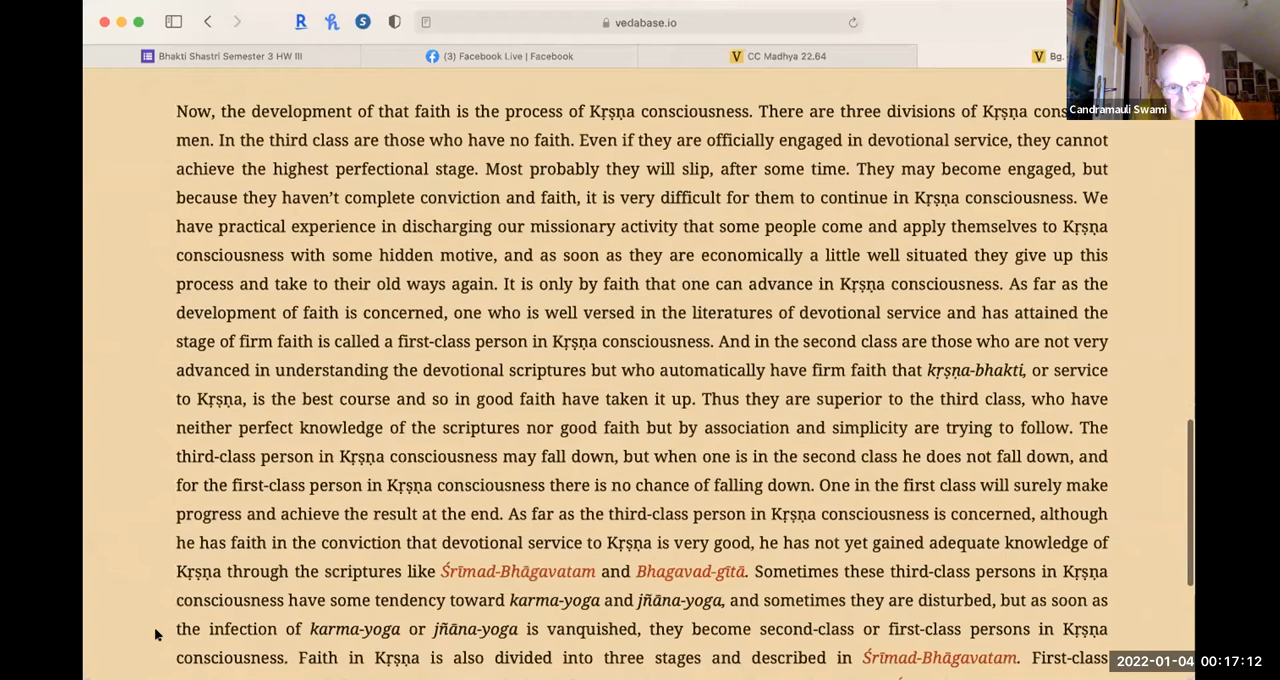 vedabase.io
Bhakti Shastri Semester 3 HW III
(3) Facebook Live | Facebook
CC Madhya 22.64
Bg.
Candramauli Swami
Now, the development of that faith is the process of Kṛṣṇa consciousness. There are three divisions of Kṛṣṇa cons
men. In the third class are those who have no faith. Even if they are officially engaged in devotional service, they cannot
achieve the highest perfectional stage. Most probably they will slip, after some time. They may become engaged, but
because they haven’t complete conviction and faith, it is very difficult for them to continue in Kṛṣṇa consciousness. We
have practical experience in discharging our missionary activity that some people come and apply themselves to Kṛṣṇa
consciousness with some hidden motive, and as soon as they are economically a little well situated they give up this
process and take to their old ways again. It is only by faith that one can advance in Kṛṣṇa consciousness. As far as the
development of faith is concerned, one who is well versed in the literatures of devotional service and has attained the
stage of firm faith is called a first-class person in Kṛṣṇa consciousness. And in the second class are those who are not very
advanced in understanding the devotional scriptures but who automatically have firm faith that kṛṣṇa-bhakti, or service
to Kṛṣṇa, is the best course and so in good faith have taken it up. Thus they are superior to the third class, who have
neither perfect knowledge of the scriptures nor good faith but by association and simplicity are trying to follow. The
third-class person in Kṛṣṇa consciousness may fall down, but when one is in the second class he does not fall down, and
for the first-class person in Kṛṣṇa consciousness there is no chance of falling down. One in the first class will surely make
progress and achieve the result at the end. As far as the third-class person in Kṛṣṇa consciousness is concerned, although
he has faith in the conviction that devotional service to Kṛṣṇa is very good, he has not yet gained adequate knowledge of
Kṛṣṇa through the scriptures like Śrīmad-Bhāgavatam and Bhagavad-gītā. Sometimes these third-class persons in Kṛṣṇa
consciousness have some tendency toward karma-yoga and jñāna-yoga, and sometimes they are disturbed, but as soon as
the infection of karma-yoga or jñāna-yoga is vanquished, they become second-class or first-class persons in Kṛṣṇa
consciousness. Faith in Kṛṣṇa is also divided into three stages and described in Śrīmad-Bhāgavatam. First-class
2022-01-04 00:17:12